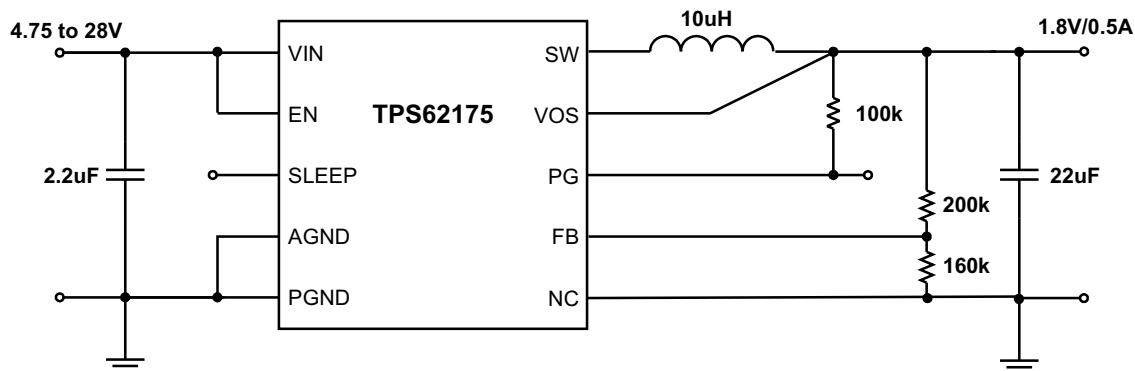 4.75 to 28V
10uH
1.8V/0.5A
VIN
SW
EN
TPS62175
VOS
100k
2.2uF
SLEEP
PG
22uF
200k
AGND
FB
160k
PGND
NC